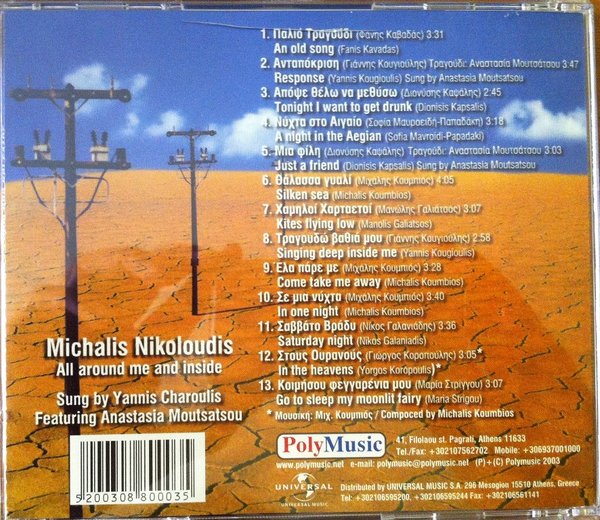 1. Παλιό Τραγούδι (Φάνης Καβαδάς) 3:31
An old song (Fanis Kavadas)
2. Ανταπόκριση (Γιάννης Κουγιούλης) Τραγούδι: Αναστασία Μουτσάτσου 3:47
Response (Yannis Kougioulis) Sung by Anastasia Moutsatsou
3. Απόψε θέλω να μεθύσω (Διονύσης Καψάλης) 2:45
Tonight I want to get drunk (Dionisis Kapsalis)
4. Νύχτα στο Αιγαίο (Σοφία Μαυροειδή-Παπαδάκη) 3:18
A night in the Aegian (Sofia Mavroidi-Papadaki)
5. Μια φίλη (Διονύσης Καψάλης) Τραγούδι: Αναστασία Μουτσάτσου 3:03
Just a friend (Dionisis Kapsalis) Sung by Anastasia Moutsatsou
6. Θάλασσα γυαλί (Μιχάλης Κουμπιός) 4:05
Silken sea (Michalis Koumbios)
7. Χαμηλοί Χαρταετοί (Μανώλης Γαλιάτσος) 3:07
Kites flying low (Manolis Galiatsos)
8. Τραγουδώ βαθιά μου (Γιάννης Κουγιούλης) 2:58
Singing deep inside me (Yannis Kougioulis)
9. Έλα πάρε με (Μιχάλης Κουμπιός) 3:28
Come take me away (Michalis Koumbios)
10. Σε μια νύχτα (Μιχάλης Κουμπιός) 3.40
In one night (Michalis Koumbios)
11. Σαββάτο Βράδυ (Νίκος Γαλανιάδης) 3:36
Saturday night (Nikos Galaniadis)
12. Στους Ουρανούς (Γιώργος Κοροπούλης) 3:05*
In the heavens (Yorgos Koropoulis)*
13. Κοιμήσου φεγγαρένια μου (Μαρία Στρίγγου) 3:07
Go to sleep my moonlit fairy (Maria Strigou)
* Μουσική: Μιχ. Κουμπιός / Compoced by Michalis Koumbios
Michalis Nikoloudis
All around me and inside
Sung by Yannis Charoulis
Featuring Anastasia Moutsatsou
5200308800035
PolyMusic
41, Filolaou st. Pagrati, Athens 11633
Tel./Fax: +302107562702 Mobile: +306937001000
www.polymusic.net e-mail: polymusic@polymusic.net (P)+(C) Polymusic 2003
UNIVERSAL
UNIVERSAL MUSIC
Distributed by UNIVERSAL MUSIC S.A. 296 Mesogion 15510 Athens, Greece
Tel: +302106595200, +302106595244 Fax: +302106561141